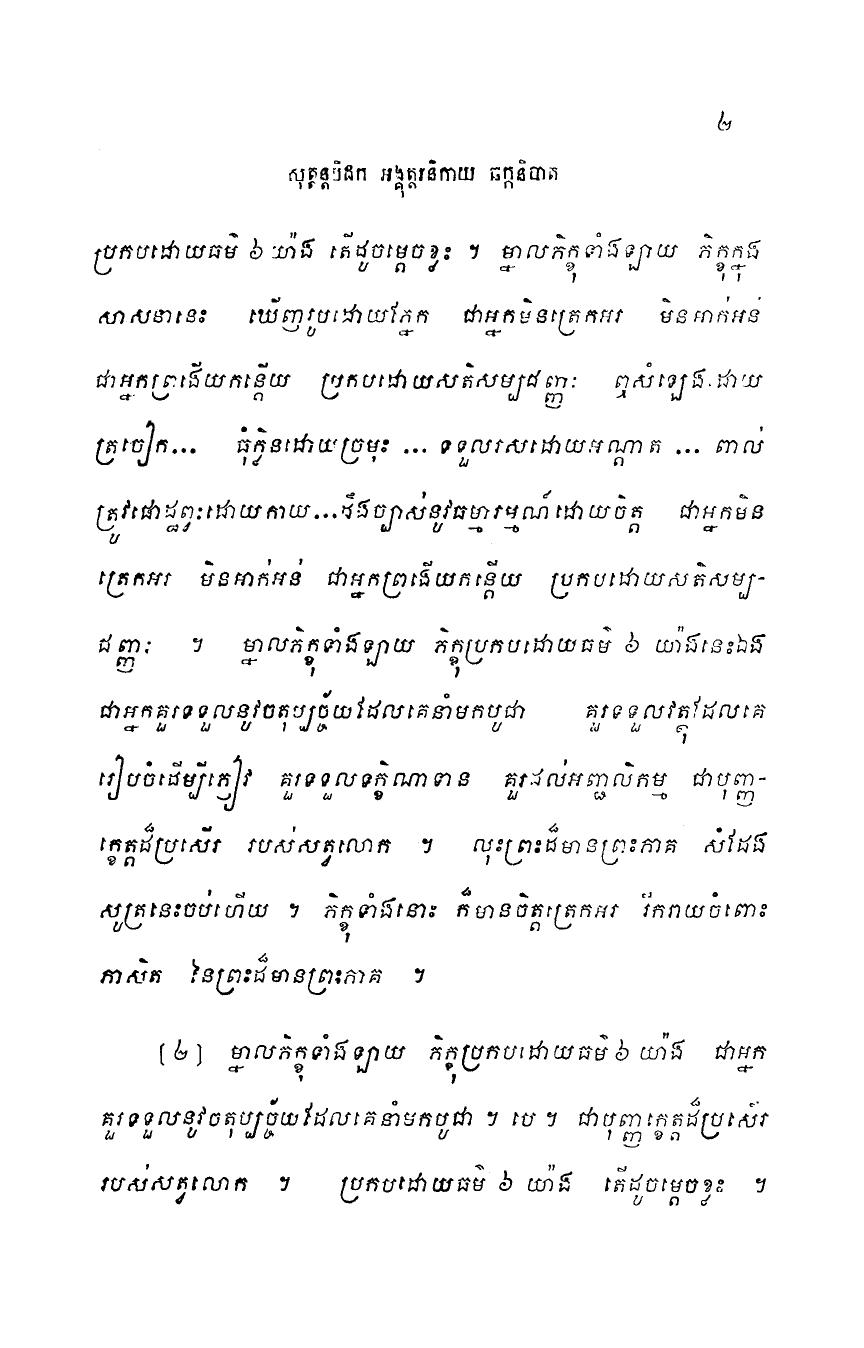 ២
សុត្តន្តបិដក អង្គុត្តរនិកាយ ឆក្កនិបាត
ប្រកបដោយធម៌ ៦ យ៉ាង តើដូចម្តេចខ្លះ ។ ម្នាលភិក្ខុទាំងឡាយ ភិក្ខុក្នុង
សាសនានេះ ឃើញរូបដោយភ្នែក ជាអ្នកមិនត្រេកអរ មិនអាក់អន់
ជាអ្នកព្រងើយកន្តើយ ប្រកបដោយសតិសម្បជញ្ញៈ ឮសំឡេងដោយ
ត្រចៀក... ធុំក្លិនដោយច្រមុះ ... ទទួលរសដោយអណ្តាត ... ពាល់
ត្រូវផោដ្ឋព្វៈដោយកាយ...ដឹងច្បាស់នូវធម្មារម្មណ៍ដោយចិត្ត ជាអ្នកមិន
ត្រេកអរ មិនអាក់អន់ ជាអ្នកព្រងើយកន្តើយ ប្រកបដោយសតិសម្ប-
ជញ្ញៈ ។ ម្នាលភិក្ខុទាំងឡាយ ភិក្ខុប្រកបដោយធម៌ ៦ យ៉ាងនេះឯង
ជាអ្នកគួរទទួលនូវចតុប្បច្ច័យដែលគេនាំមកបូជា គួរទទួលវត្ថុដែលគេ
រៀបចំដើម្បីភ្ញៀវ គួរទទួលទក្ខិណាទាន គួរដល់អញ្ជលិកម្ម ជាបុញ្ញ-
ក្ខេត្តដ៏ប្រសើរ របស់សត្វលោក ។ លុះព្រះដ៏មានព្រះភាគ សំដែង
សូត្រនេះចប់ហើយ ។ ភិក្ខុទាំងនោះ ក៏មានចិត្តត្រេកអរ រីករាយចំពោះ
ភាសិត នៃព្រះដ៏មានព្រះភាគ ។
[២] ម្នាលភិក្ខុទាំងឡាយ ភិក្ខុប្រកបដោយធម៌ ៦ យ៉ាង ជាអ្នក
គួរទទួលនូវចតុប្បច្ច័យដែលគេនាំមកបូជា ។ បេ ។ ជាបុញ្ញក្ខេត្តដ៏ប្រសើរ
របស់សត្វលោក ។ ប្រកបដោយធម៌ ៦ យ៉ាង តើដូចម្តេចខ្លះ ។